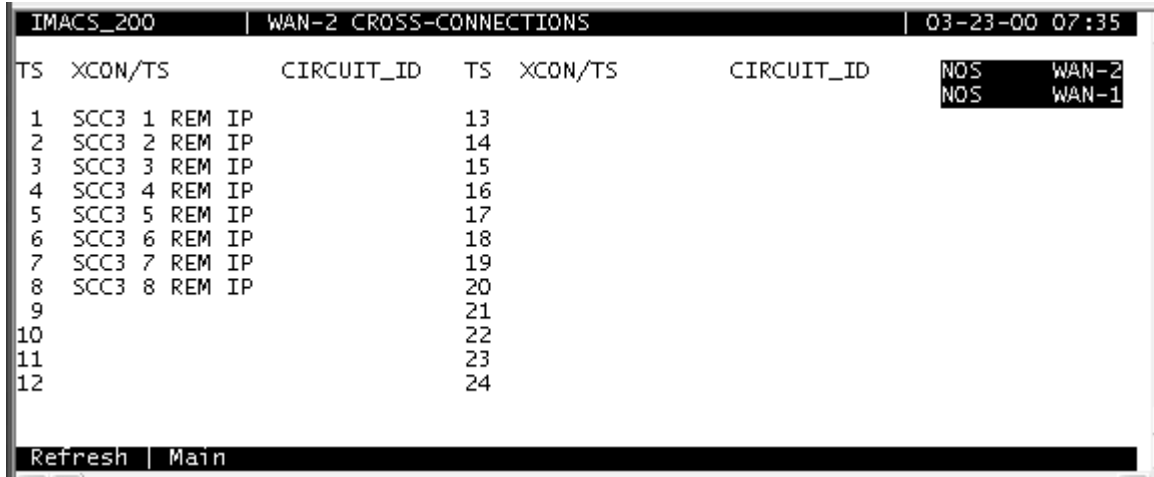 IMACS_200 | WAN-2 CROSS-CONNECTIONS | 03-23-00 07:35
TS XCON/TS CIRCUIT_ID TS XCON/TS CIRCUIT_ID NOS WAN-2
NOS WAN-1
1 SCC3 1 REM IP 13
2 SCC3 2 REM IP 14
3 SCC3 3 REM IP 15
4 SCC3 4 REM IP 16
5 SCC3 5 REM IP 17
6 SCC3 6 REM IP 18
7 SCC3 7 REM IP 19
8 SCC3 8 REM IP 20
9 21
10 22
11 23
12 24
Refresh | Main